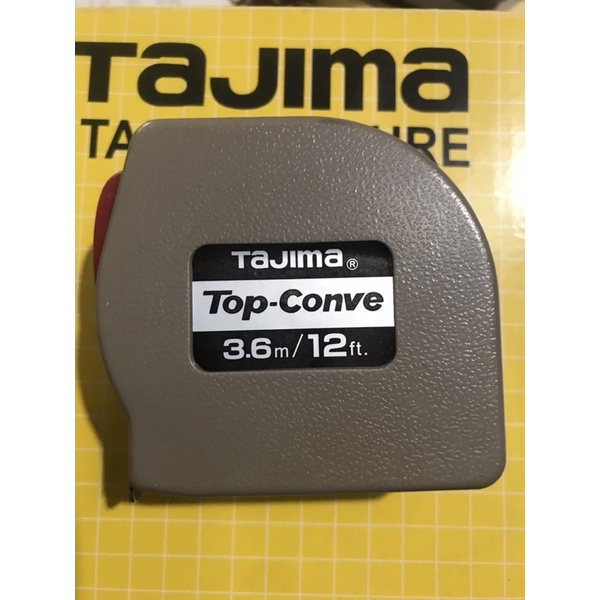 TaJIma
TaJIma®
Top-Conve
3.6m/12ft.